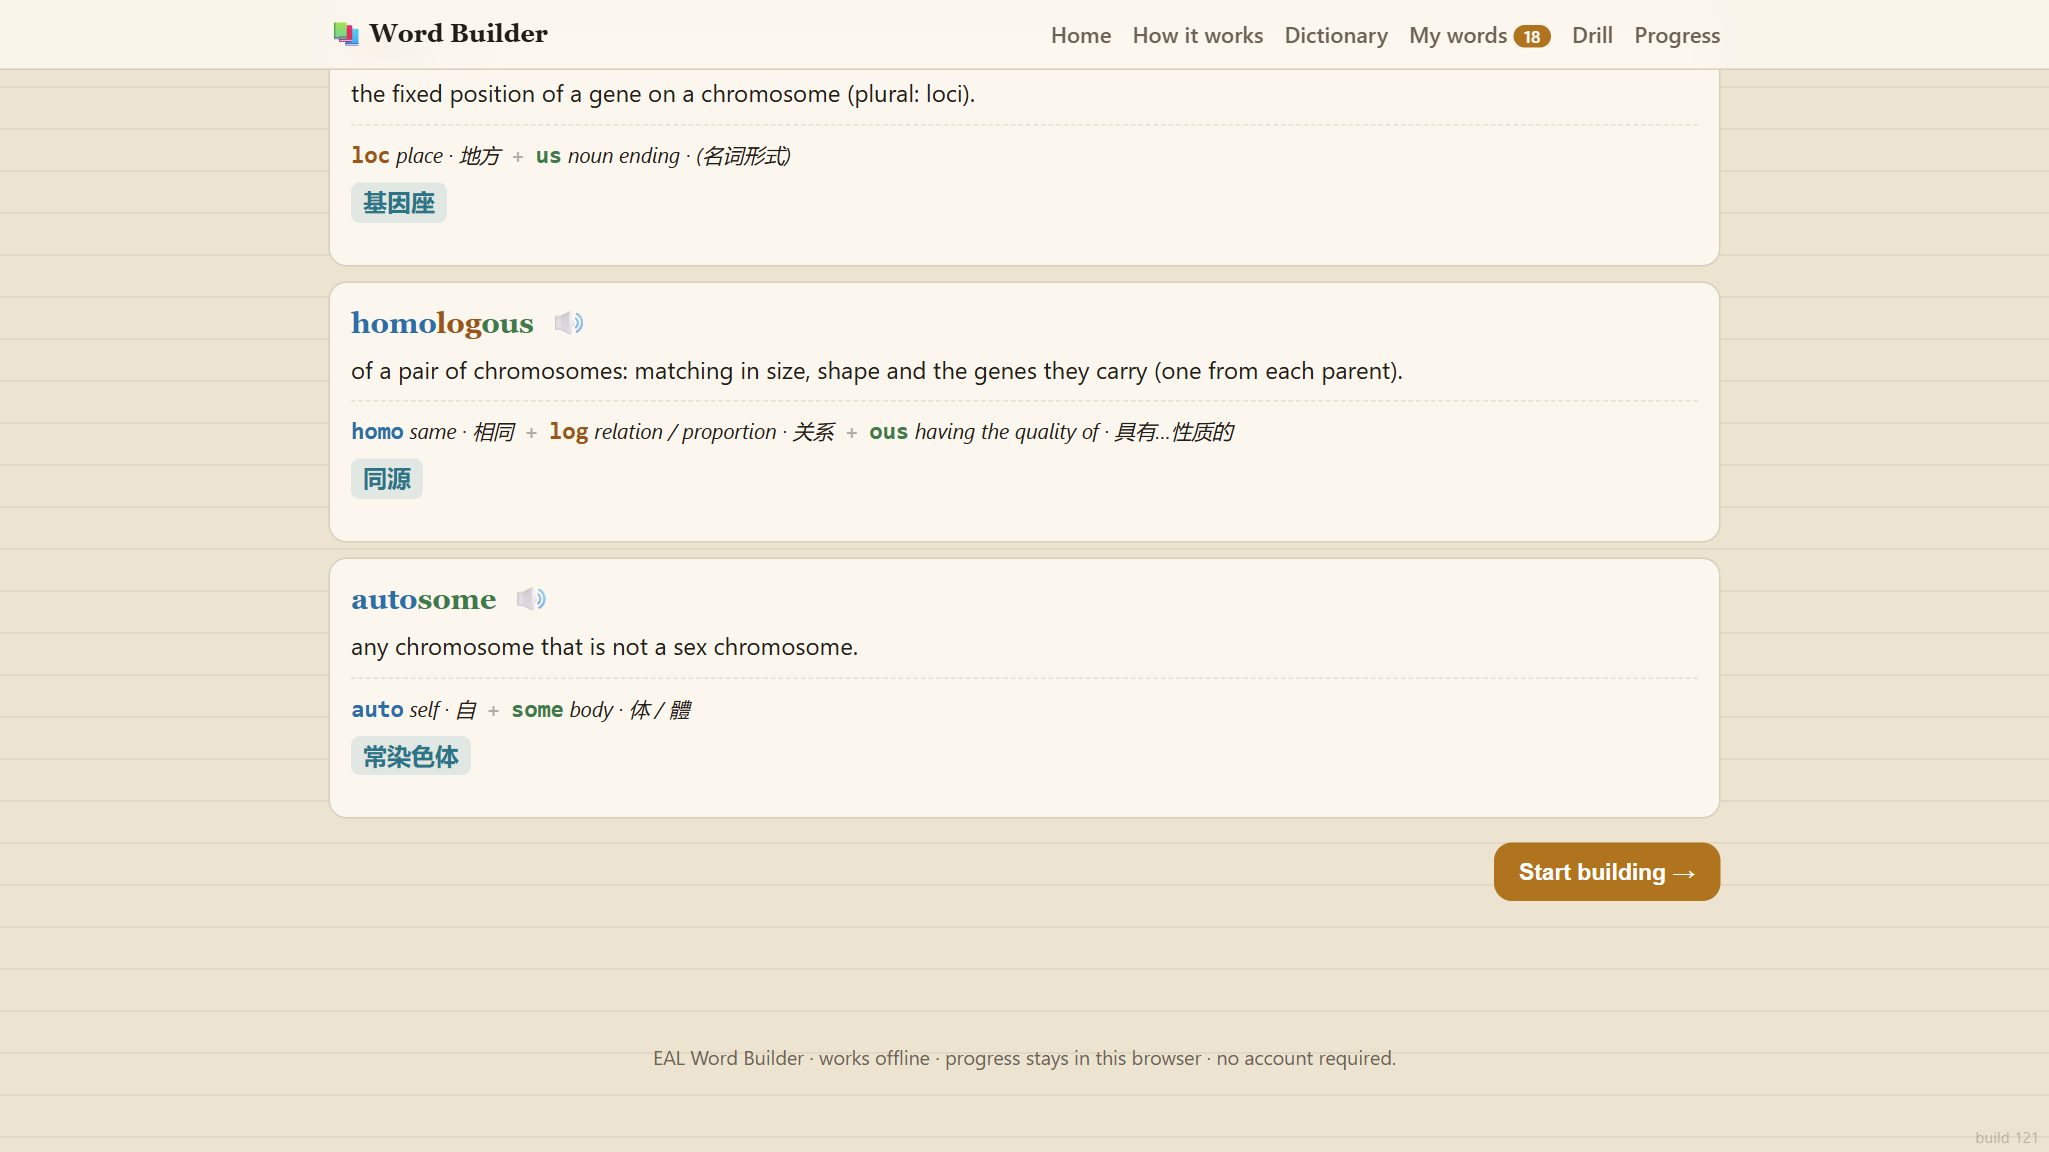 Word Builder
Home How it works Dictionary My words 18 Drill Progress
the fixed position of a gene on a chromosome (plural: loci).
loc place · 地方 + us noun ending · (名词形式)
基因座
homologous
of a pair of chromosomes: matching in size, shape and the genes they carry (one from each parent).
homo same · 相同 + log relation / proportion · 关系 + ous having the quality of · 具有...性质的
同源
autosome
any chromosome that is not a sex chromosome.
auto self · 自 + some body · 体 / 體
常染色体
Start building →
EAL Word Builder · works offline · progress stays in this browser · no account required.
build 121